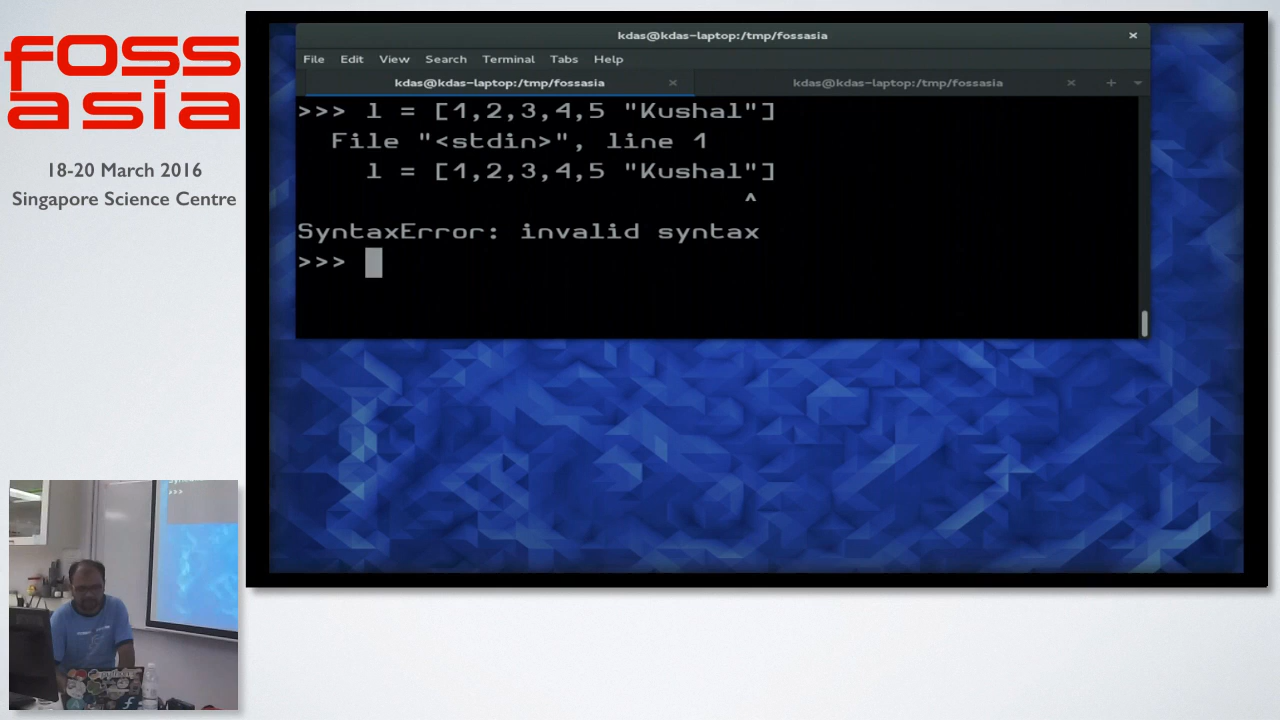 foss
asia
18-20 March 2016
Singapore Science Centre
kdas@kdas-laptop:/tmp/fossasia
File Edit View Search Terminal Tabs Help
kdas@kdas-laptop:/tmp/fossasia kdas@kdas-laptop:/tmp/fossasia
>>> l = [1,2,3,4,5 "Kushal"]
File "<stdin>", line 1
l = [1,2,3,4,5 "Kushal"]
^
SyntaxError: invalid syntax
>>>